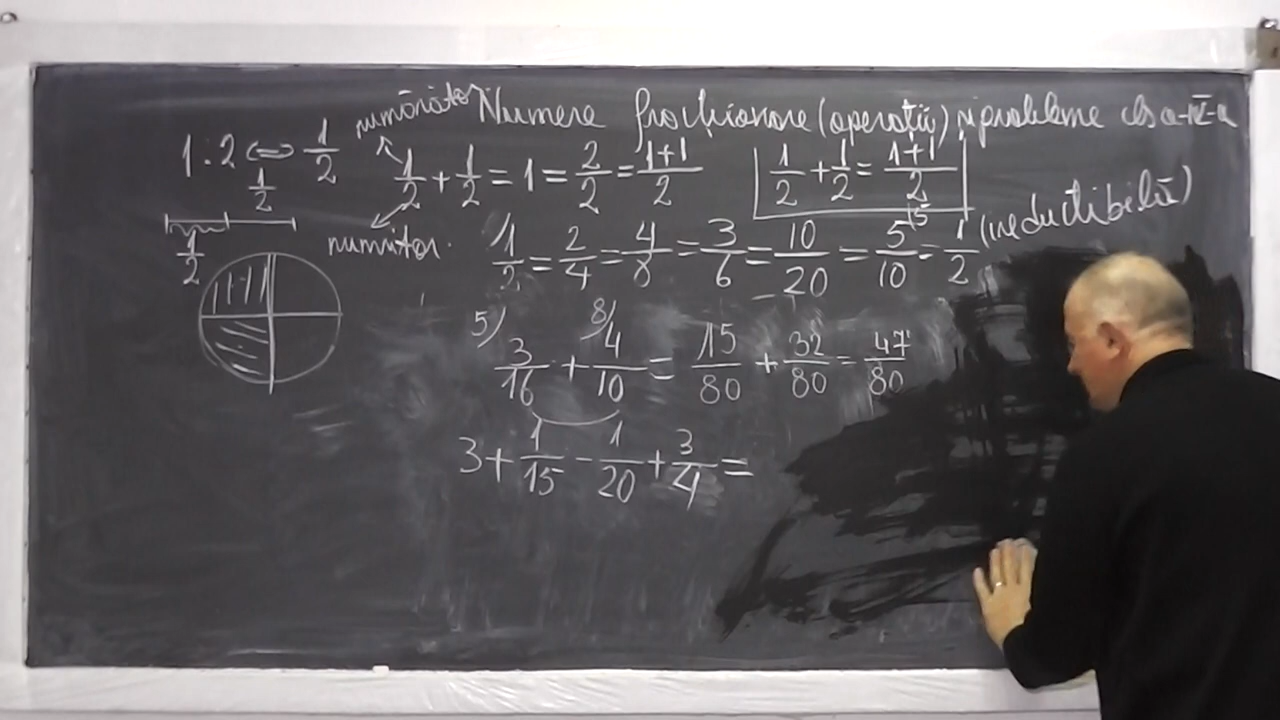 numărător Numere fracționare (operații) și probleme cls a-IV-a
1:2 ⇔ 1/2
1/2 + 1/2 = 1 = 2/2 = 1+1/2
1/2 + 1/2 = 1+1/2
1/2
1/2
numitor.
1/2 = 2/4 = 4/8 = 3/6 = 10/20 = 5/10 (5 = 1/2 (ireductibilă)
5) 3/16 + 8) 4/10 = 15/80 + 32/80 = 47/80
3 + 1/15 - 1/20 + 3/4 =